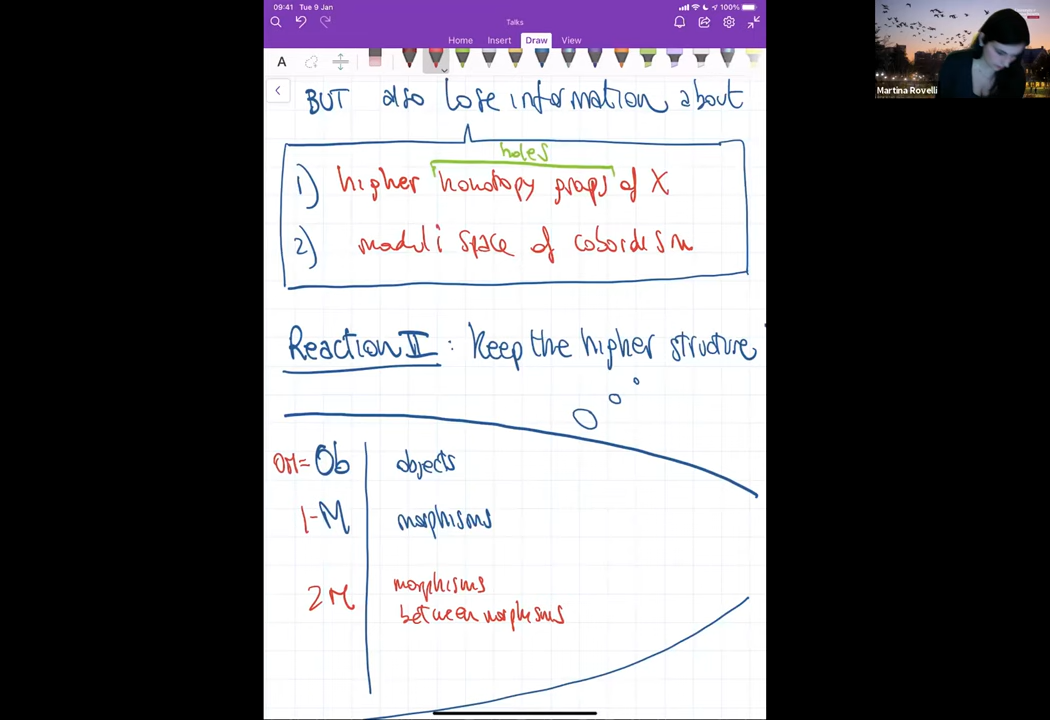 09:41 Tue 9 Jan
100%
Talks
Home Insert Draw View
A
BUT also lose information about
holes
1) higher homotopy groups of X
2) moduli space of cobordism
Reaction II : Keep the higher structure
0M= Ob objects
1-M morphisms
2M morphisms
between morphisms
Martina Rovelli